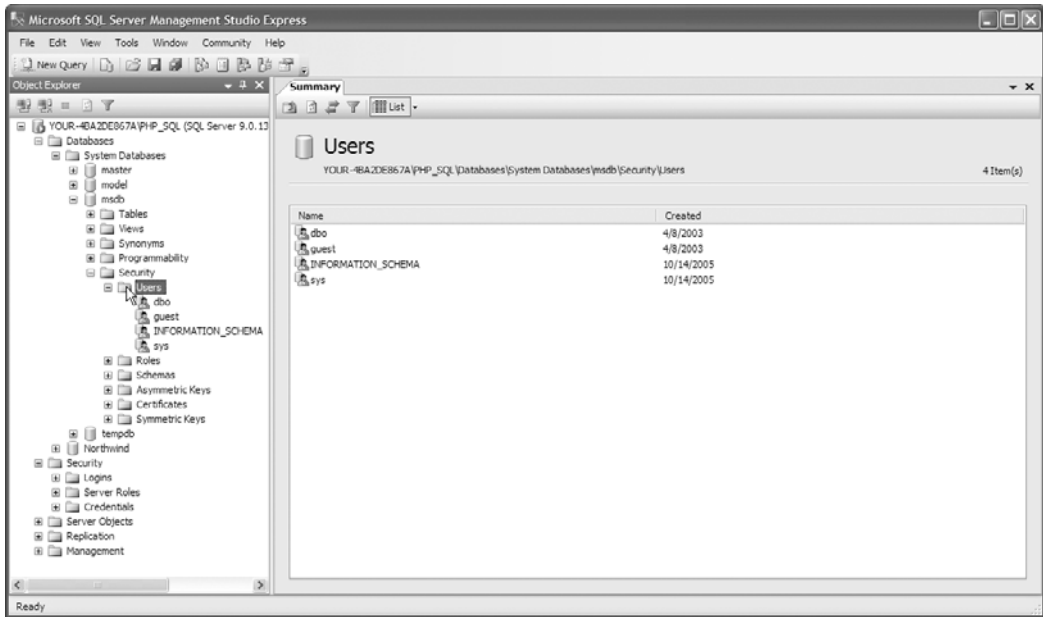 Microsoft SQL Server Management Studio Express
File Edit View Tools Window Community Help
New Query
Object Explorer
YOUR-4BA2DE867A\PHP_SQL (SQL Server 9.0.13
Databases
System Databases
master
model
msdb
Tables
Views
Synonyms
Programmability
Security
Users
dbo
guest
INFORMATION_SCHEMA
sys
Roles
Schemas
Asymmetric Keys
Certificates
Symmetric Keys
tempdb
Northwind
Security
Logins
Server Roles
Credentials
Server Objects
Replication
Management
Summary
List
Users
YOUR-4BA2DE867A\PHP_SQL\Databases\System Databases\msdb\Security\Users 4 Item(s)
Name Created
dbo 4/8/2003
guest 4/8/2003
INFORMATION_SCHEMA 10/14/2005
sys 10/14/2005
Ready